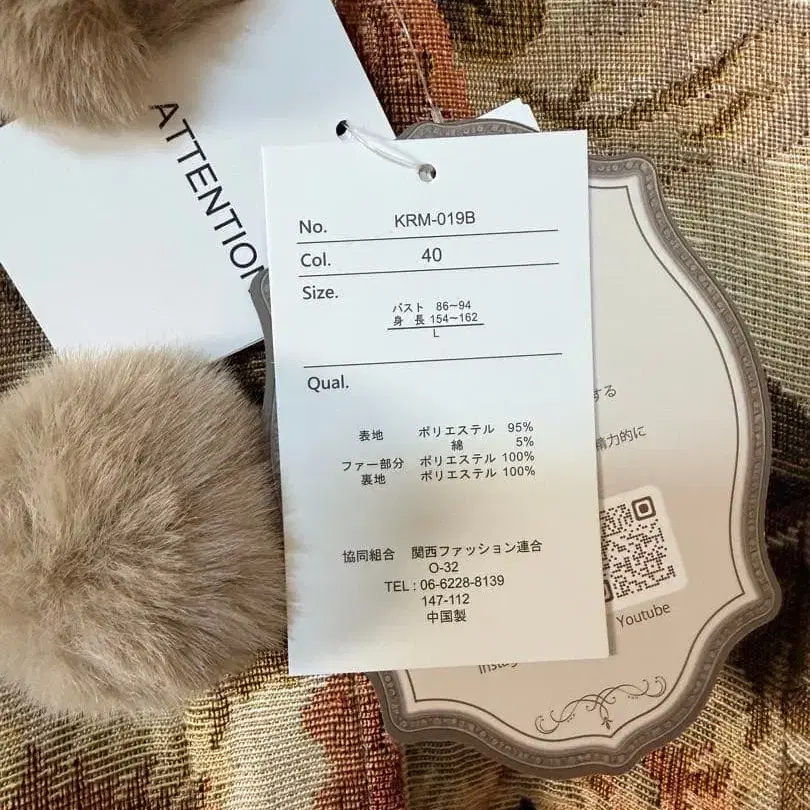 ATTENTION
No. KRM-019B
Col. 40
Size.
バスト 86~94
身 長 154~162
L
Qual.
表地 ポリエステル 95%
綿 5%
ファー部分 ポリエステル 100%
裏地 ポリエステル 100%
協同組合 関西ファッション連合
O-32
TEL : 06-6228-8139
147-112
中国製
する
精力的に
Youtube